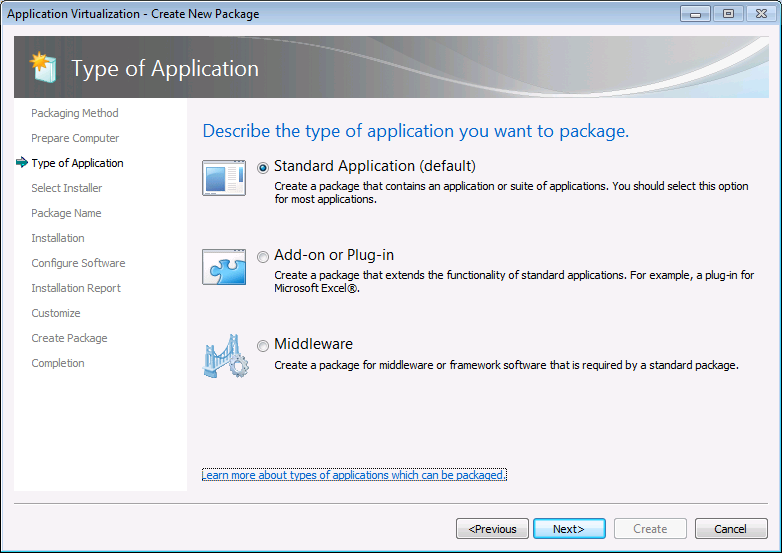 Application Virtualization - Create New Package
Type of Application
Packaging Method
Prepare Computer
Type of Application
Select Installer
Package Name
Installation
Configure Software
Installation Report
Customize
Create Package
Completion
Describe the type of application you want to package.
Standard Application (default)
Create a package that contains an application or suite of applications. You should select this option
for most applications.
Add-on or Plug-in
Create a package that extends the functionality of standard applications. For example, a plug-in for
Microsoft Excel®.
Middleware
Create a package for middleware or framework software that is required by a standard package.
Learn more about types of applications which can be packaged.
<Previous
Next>
Create
Cancel